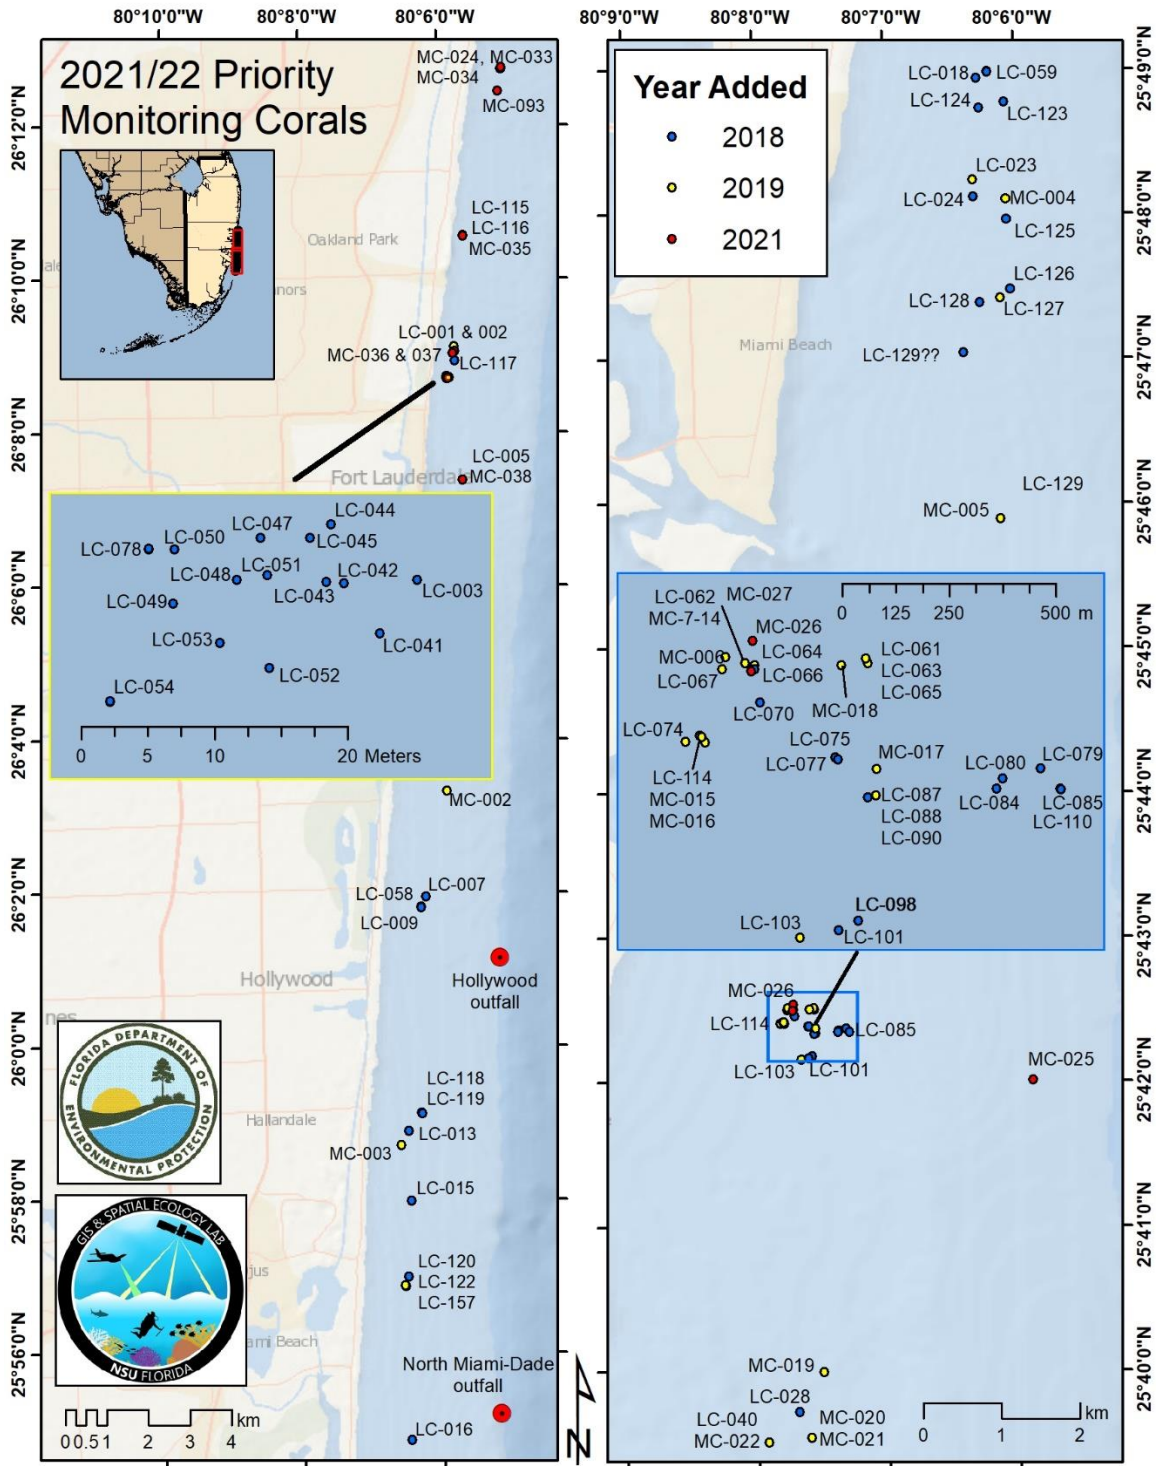 80°10'0"W
80°8'0"W
80°6'0"W
80°9'0"W
80°8'0"W
80°7'0"W
80°6'0"W
2021/22 Priority
Monitoring Corals
26°12'0"N
26°10'0"N
26°8'0"N
26°6'0"N
26°4'0"N
26°2'0"N
26°0'0"N
25°58'0"N
25°56'0"N
MC-024, MC-033
MC-034
MC-093
LC-115
LC-116
MC-035
Oakland Park
LC-001 & 002
MC-036 & 037
LC-117
LC-005
MC-038
Fort Lauderdale
LC-044
LC-047
LC-045
LC-050
LC-078
LC-051
LC-048
LC-042
LC-043
LC-003
LC-049
LC-053
LC-041
LC-052
LC-054
0 5 10 20 Meters
MC-002
LC-007
LC-058
LC-009
Hollywood
Hollywood
outfall
FLORIDA DEPARTMENT OF
ENVIRONMENTAL PROTECTION
Hallandale
LC-118
LC-119
LC-013
MC-003
LC-015
LC-120
LC-122
LC-157
GIS & SPATIAL ECOLOGY LAB
NSU FLORIDA
North Miami-Dade
outfall
LC-016
km
0 0.5 1 2 3 4
N
Year Added
2018
2019
2021
25°49'0"N
25°48'0"N
25°47'0"N
25°46'0"N
25°45'0"N
25°44'0"N
25°43'0"N
25°42'0"N
25°41'0"N
25°40'0"N
LC-018
LC-059
LC-124
LC-123
LC-023
LC-024
MC-004
LC-125
LC-126
LC-128
LC-127
Miami Beach
LC-129??
LC-129
MC-005
LC-062
MC-7-14
MC-027
0 125 250 500 m
MC-026
MC-006
LC-064
LC-067
LC-066
LC-061
LC-063
LC-065
LC-070
MC-018
LC-074
LC-075
LC-077
MC-017
LC-114
MC-015
MC-016
LC-087
LC-088
LC-090
LC-080
LC-079
LC-084
LC-085
LC-110
LC-098
LC-103
LC-101
MC-026
LC-114
LC-085
LC-103
LC-101
MC-025
MC-019
LC-028
LC-040
MC-022
MC-020
MC-021
km
0 1 2